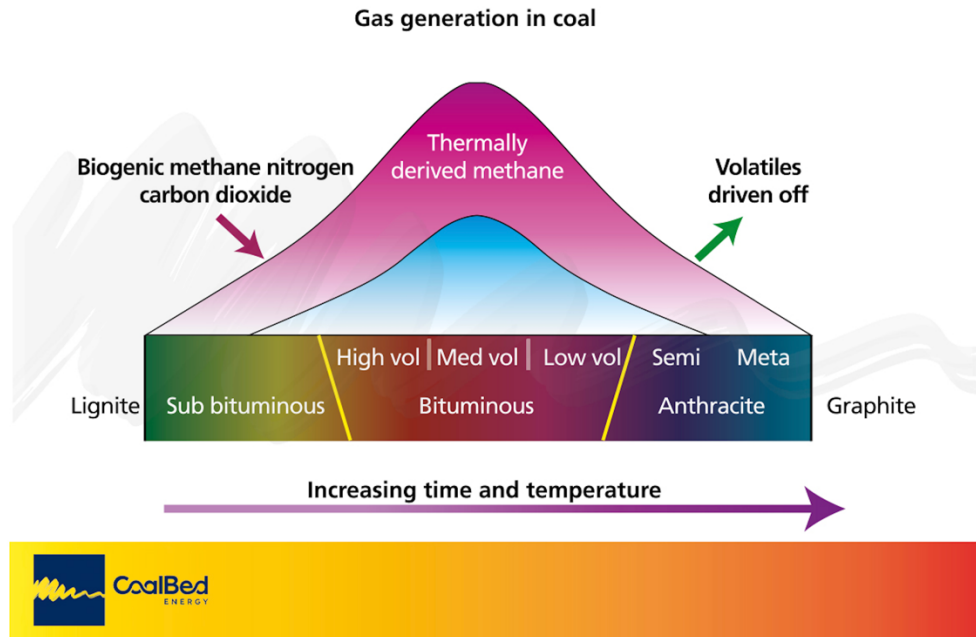 Gas generation in coal
Thermally
derived methane
Biogenic methane nitrogen
carbon dioxide
Volatiles
driven off
High vol Med vol Low vol Semi Meta
Lignite Sub bituminous Bituminous Anthracite Graphite
Increasing time and temperature
CoalBed
ENERGY